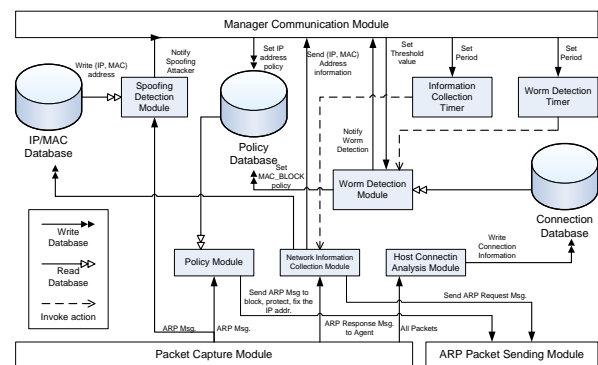 Manager Communication Module
Write (IP, MAC)
address
Notify
Spoofing
Attacker
Set IP
address
policy
Send (IP, MAC)
Address
information
Set
Threshold
value
Set
Period
Set
Period
Spoofing
Detection
Module
IP/MAC
Database
Policy
Database
Information
Collection
Timer
Worm Detection
Timer
Notify
Worm
Detection
Set
MAC_BLOCK
policy
Worm Detection
Module
Connection
Database
Write
Database
Read
Database
Invoke action
Policy Module
Network Information
Collection Module
Host Connectin
Analysis Module
Write
Connection
Information
Send ARP Msg to
block, protect, fix the
IP addr.
Send ARP Request Msg.
ARP Msg.
ARP Msg.
ARP Response Msg.
to Agent
All Packets
Packet Capture Module
ARP Packet Sending Module